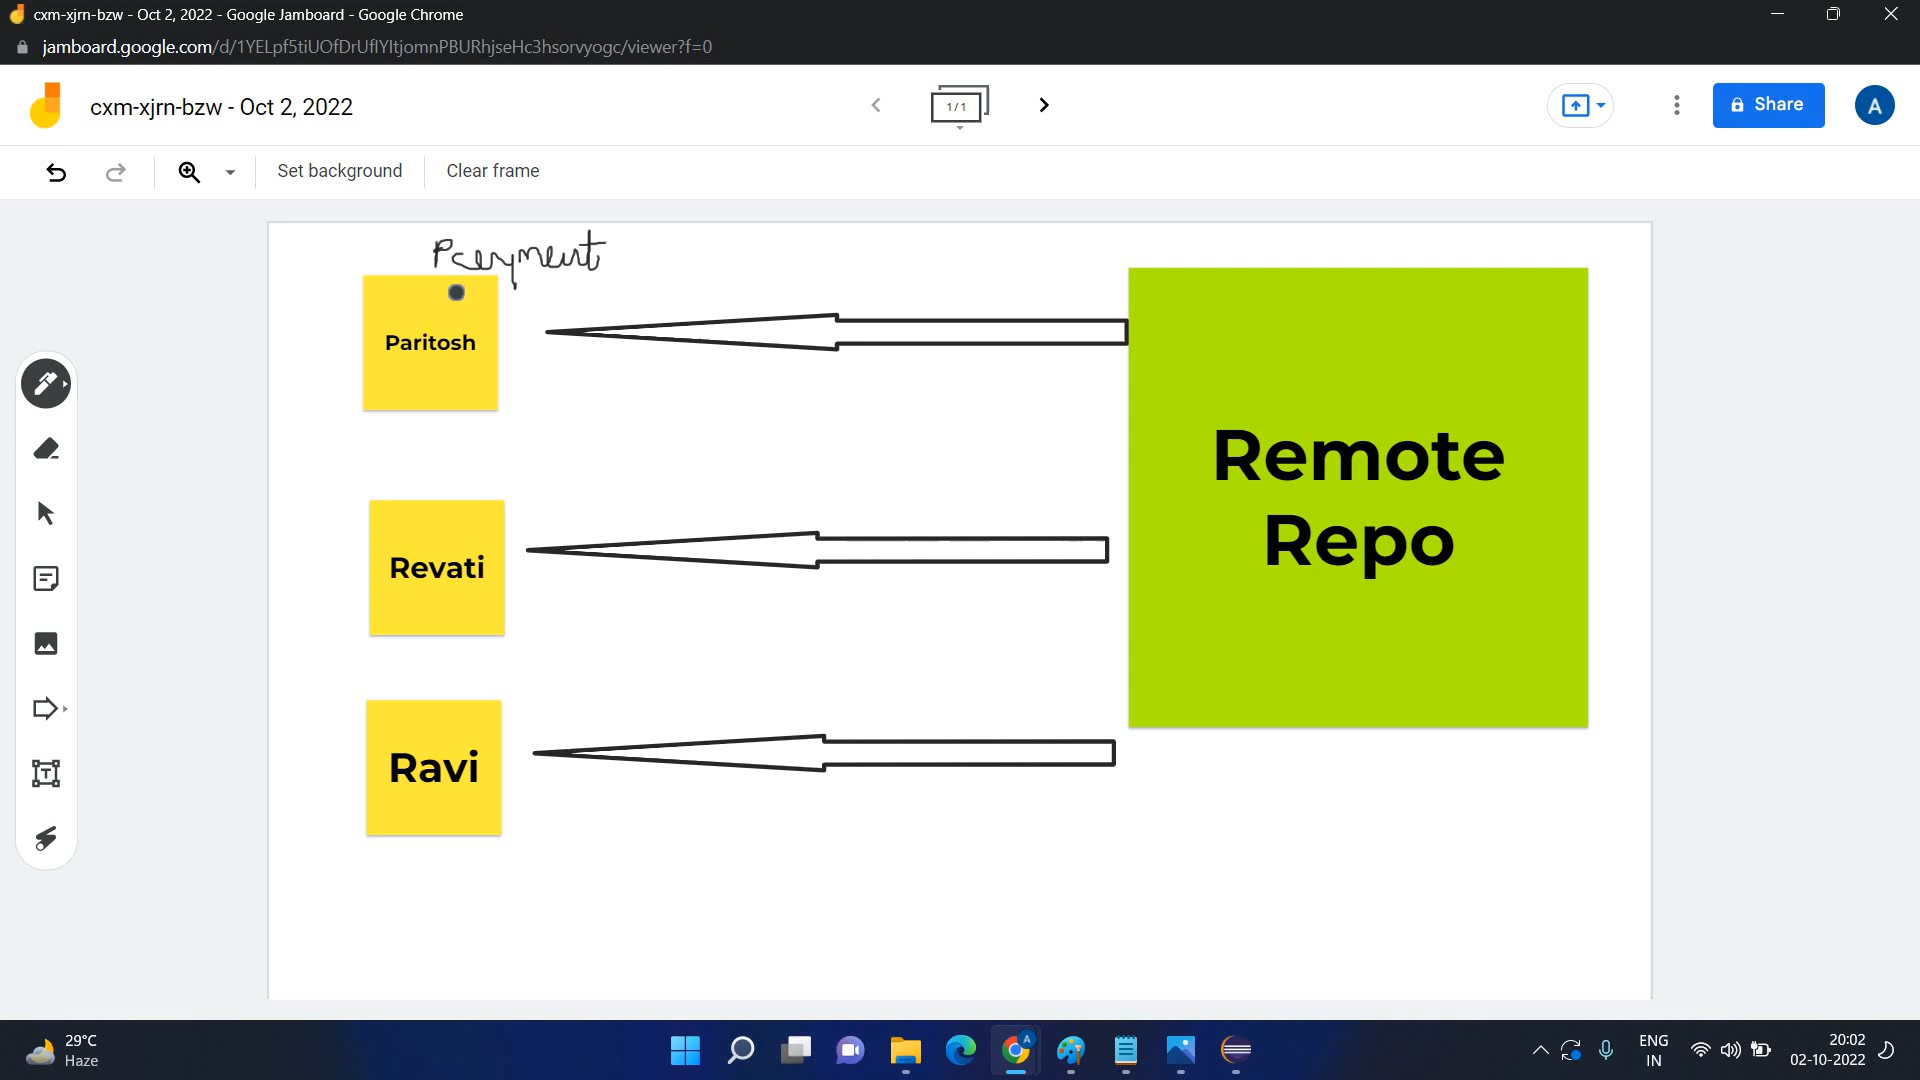 cxm-xjrn-bzw - Oct 2, 2022 - Google Jamboard - Google Chrome
jamboard.google.com/d/1YELpf5tiUOfDrUflYItjomnPBURhjseHc3hsorvyogc/viewer?f=0
cxm-xjrn-bzw - Oct 2, 2022
1 / 1
Share
A
Set background
Clear frame
Payment
Paritosh
Remote
Repo
Revati
Ravi
29°C
Haze
A
ENG
IN
20:02
02-10-2022